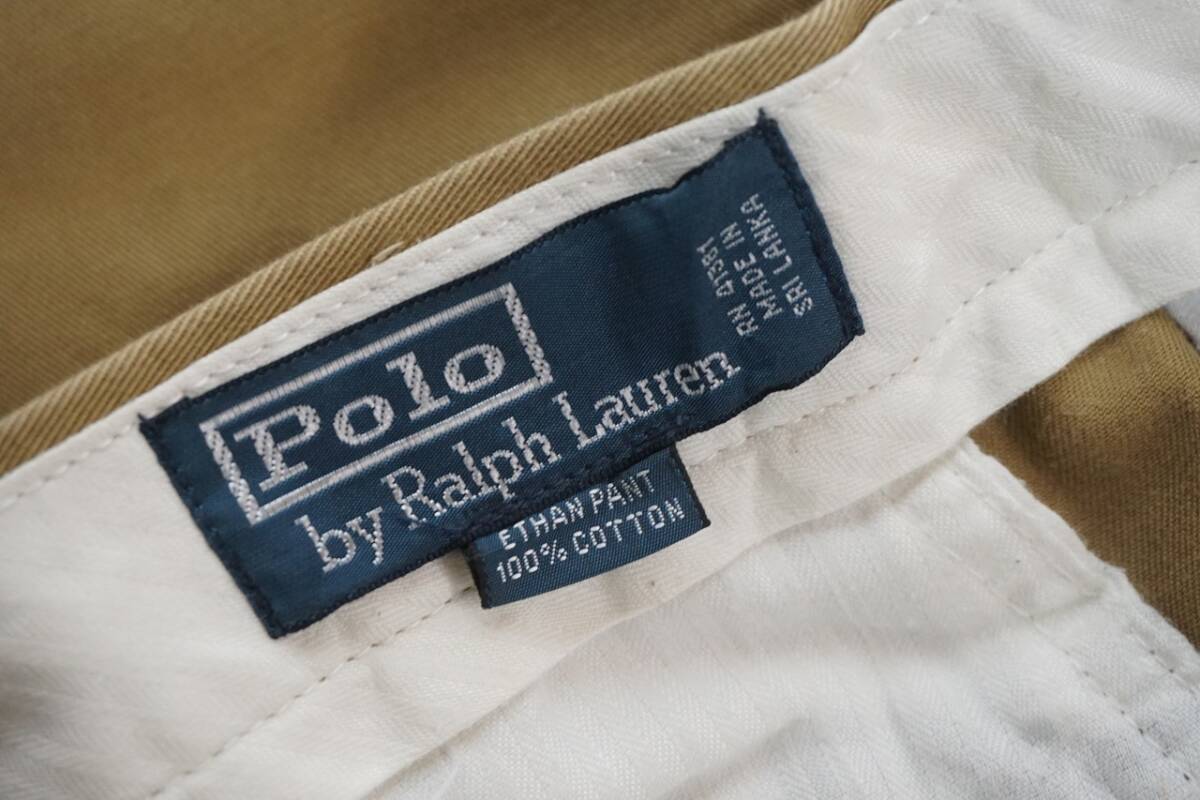 Polo
by Ralph Lauren
RN 41381
MADE IN
SRI LANKA
ETHAN PANT
100% COTTON